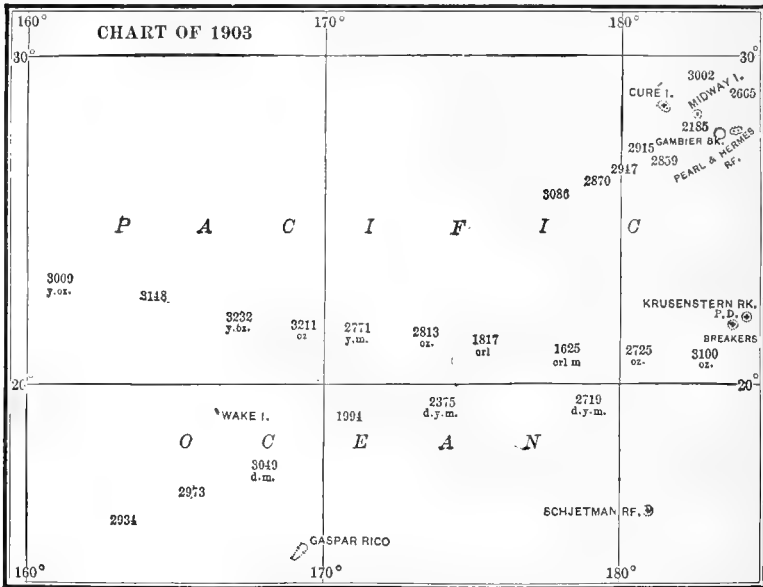 160°
170°
180°
CHART OF 1903
30°
30°
3002
MIDWAY I.
2665
CURE I.
2185
GAMBIER BK.
2915
PEARL & HERMES
RF.
2859
2947
2870
3086
P A C I F I C
3009
y.oz.
3148
3232
y.oz.
3211
oz
2771
y.m.
2813
oz.
1817
orl
1625
orl m
2725
oz.
3100
oz.
KRUSENSTERN RK.
P.D.
BREAKERS
20°
20°
WAKE I.
1994
2375
d.y.m.
2719
d.y.m.
O C E A N
3049
d.m.
2973
2934
SCHJETMAN RF.
GASPAR RICO
160°
170°
180°